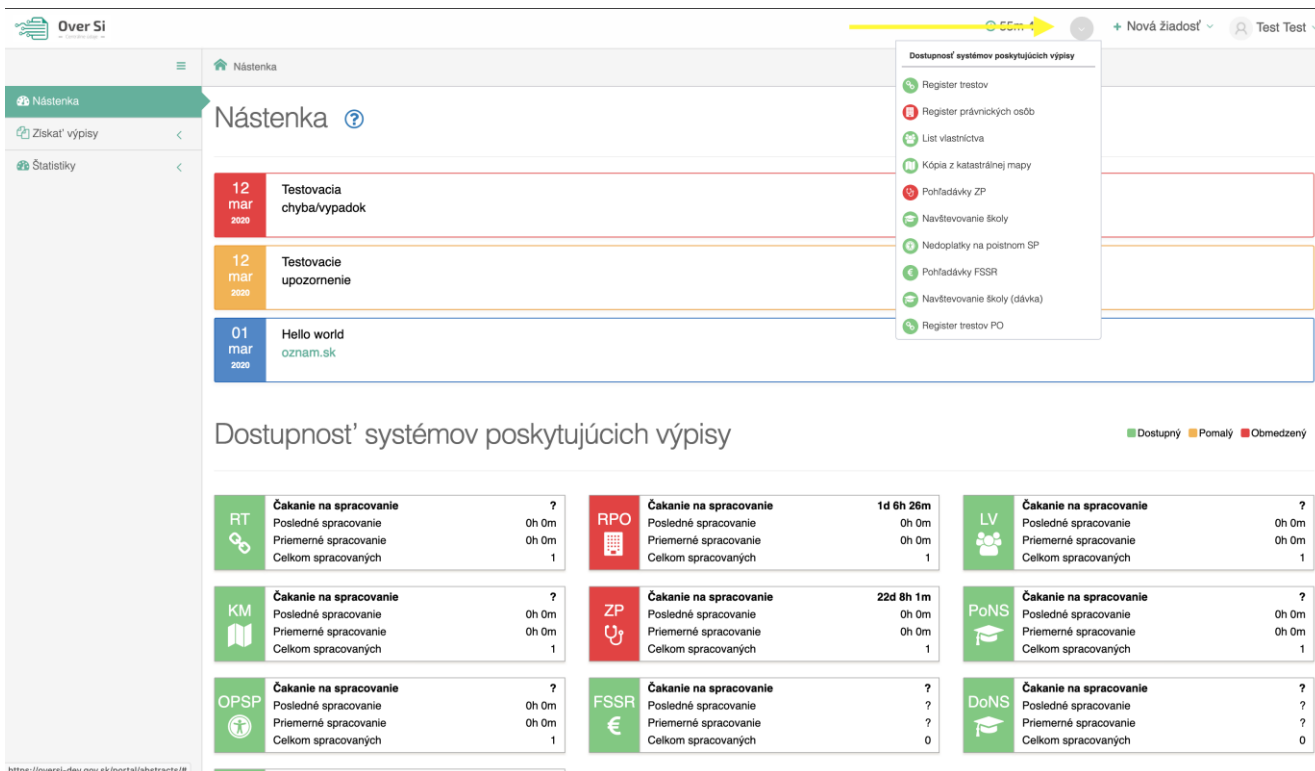 Over Si
55m 4
+ Nová žiadosť
Test Test
Nástenka
Dostupnosť systémov poskytujúcich výpisy
Register trestov
Register právnických osôb
List vlastníctva
Kópia z katastrálnej mapy
Pohľadávky ZP
Navštevovanie školy
Nedoplatky na poistnom SP
Pohľadávky FSSR
Navštevovanie školy (dávka)
Register trestov PO
Nástenka
Získať výpisy
Štatistiky
Nástenka ?
12
mar
2020
Testovacia
chyba/vypadok
12
mar
2020
Testovacie
upozornenie
01
mar
2020
Hello world
oznam.sk
Dostupnosť systémov poskytujúcich výpisy
Dostupný Pomalý Obmedzený
RT
Čakanie na spracovanie ?
Posledné spracovanie 0h 0m
Priemerné spracovanie 0h 0m
Celkom spracovaných 1
RPO
Čakanie na spracovanie 1d 6h 26m
Posledné spracovanie 0h 0m
Priemerné spracovanie 0h 0m
Celkom spracovaných 1
LV
Čakanie na spracovanie ?
Posledné spracovanie 0h 0m
Priemerné spracovanie 0h 0m
Celkom spracovaných 1
KM
Čakanie na spracovanie ?
Posledné spracovanie 0h 0m
Priemerné spracovanie 0h 0m
Celkom spracovaných 1
ZP
Čakanie na spracovanie 22d 8h 1m
Posledné spracovanie 0h 0m
Priemerné spracovanie 0h 0m
Celkom spracovaných 1
PoNS
Čakanie na spracovanie ?
Posledné spracovanie 0h 0m
Priemerné spracovanie 0h 0m
Celkom spracovaných 1
OPSP
Čakanie na spracovanie ?
Posledné spracovanie 0h 0m
Priemerné spracovanie 0h 0m
Celkom spracovaných 1
FSSR
Čakanie na spracovanie ?
Posledné spracovanie ?
Priemerné spracovanie ?
Celkom spracovaných 0
DoNS
Čakanie na spracovanie ?
Posledné spracovanie ?
Priemerné spracovanie ?
Celkom spracovaných 0
https://oversi-dev.gov.sk/portal/abstracts/#